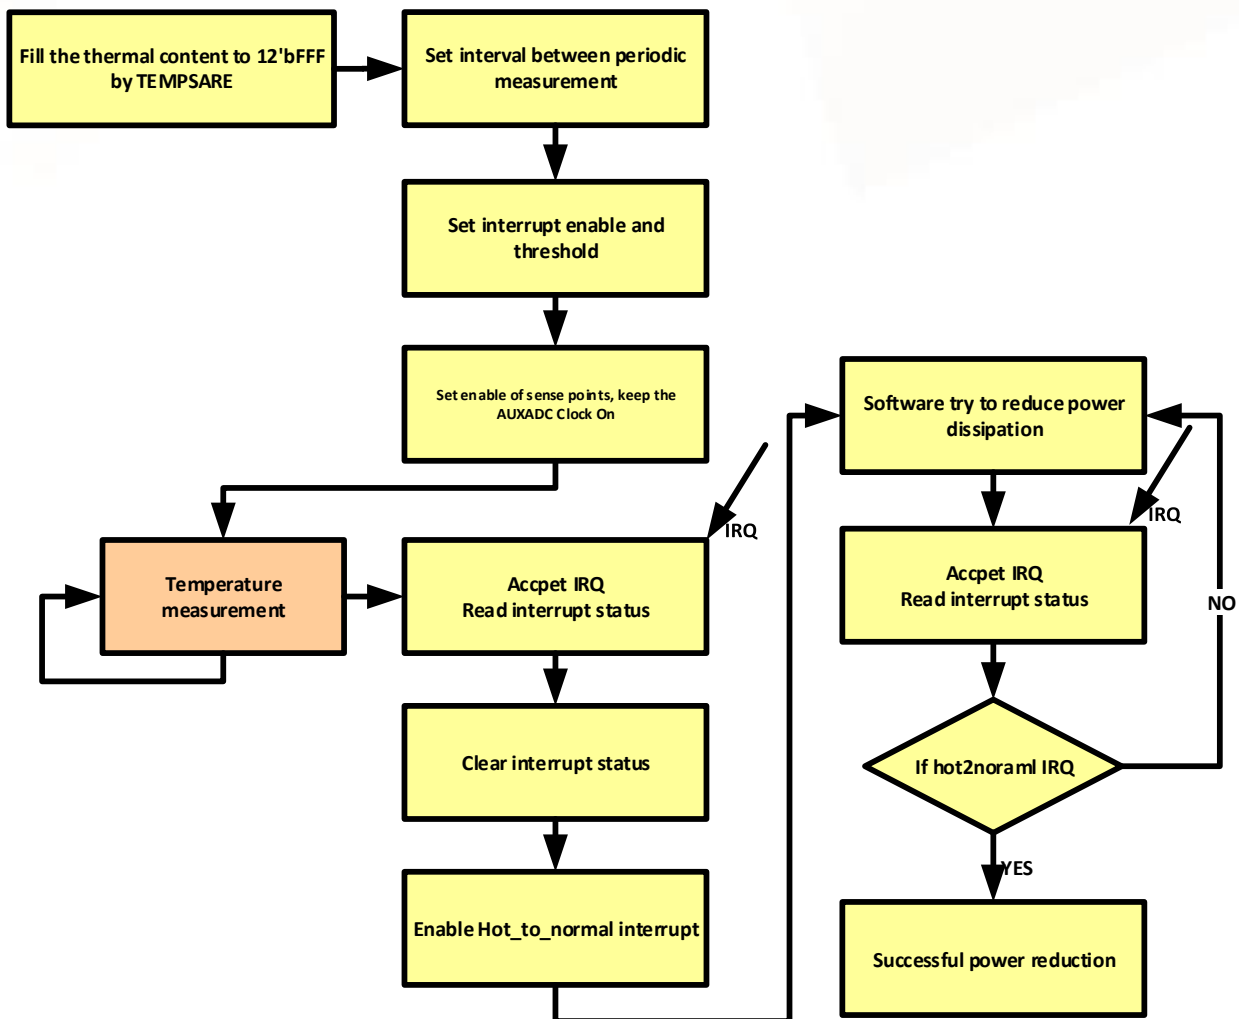 Fill the thermal content to 12'bFFF
by TEMPSARE
Set interval between periodic
measurement
Set interrupt enable and
threshold
Set enable of sense points, keep the
AUXADC Clock On
Temperature
measurement
IRQ
Accpet IRQ
Read interrupt status
Clear interrupt status
Enable Hot_to_normal interrupt
Software try to reduce power
dissipation
IRQ
Accpet IRQ
Read interrupt status
NO
If hot2noraml IRQ
YES
Successful power reduction